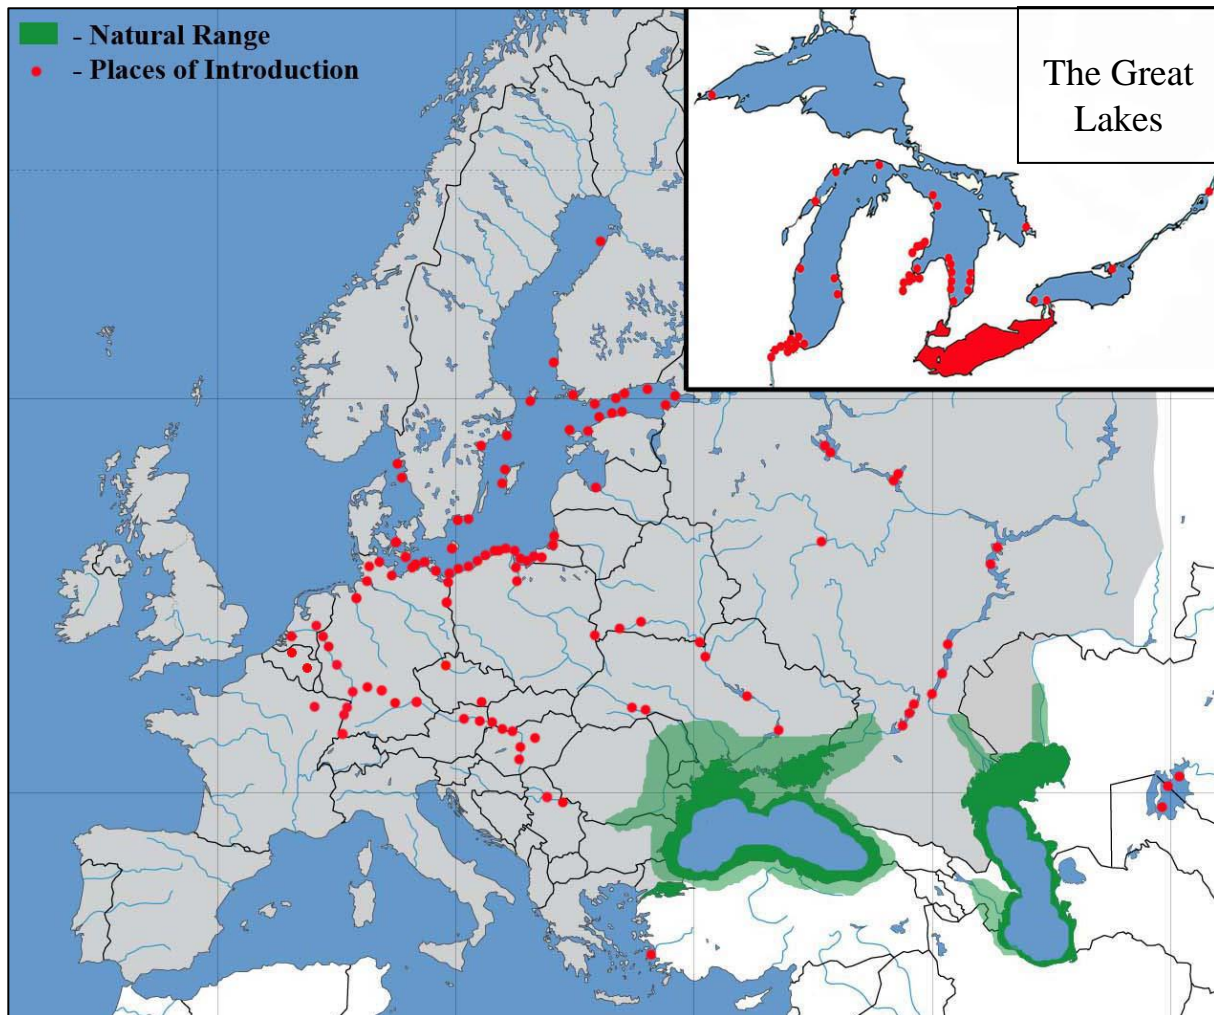 - Natural Range
- Places of Introduction
The Great
Lakes